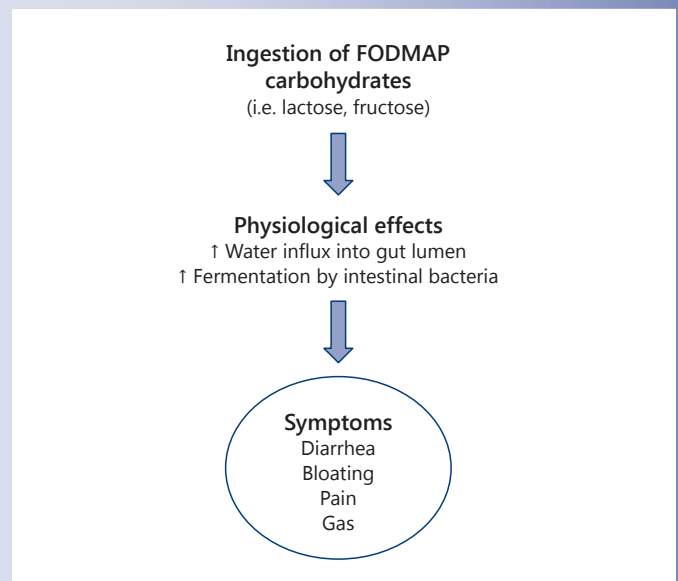 Ingestion of FODMAP
carbohydrates
(i.e. lactose, fructose)
Physiological effects
↑ Water influx into gut lumen
↑ Fermentation by intestinal bacteria
Symptoms
Diarrhea
Bloating
Pain
Gas